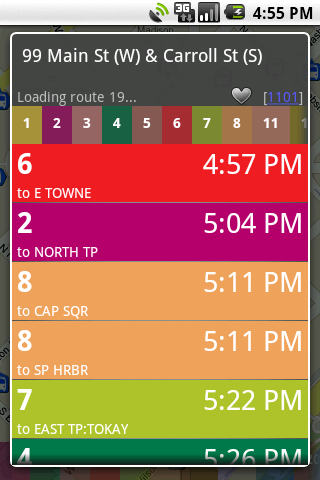 Madison
3G
4:55 PM
99 Main St (W) & Carroll St (S)
Loading route 19... [1101]
1 2 3 4 5 6 7 8 11
6 4:57 PM
to E TOWNE
2 5:04 PM
to NORTH TP
8 5:11 PM
to CAP SQR
8 5:11 PM
to SP HRBR
7 5:22 PM
to EAST TP:TOKAY
4 5:26 PM